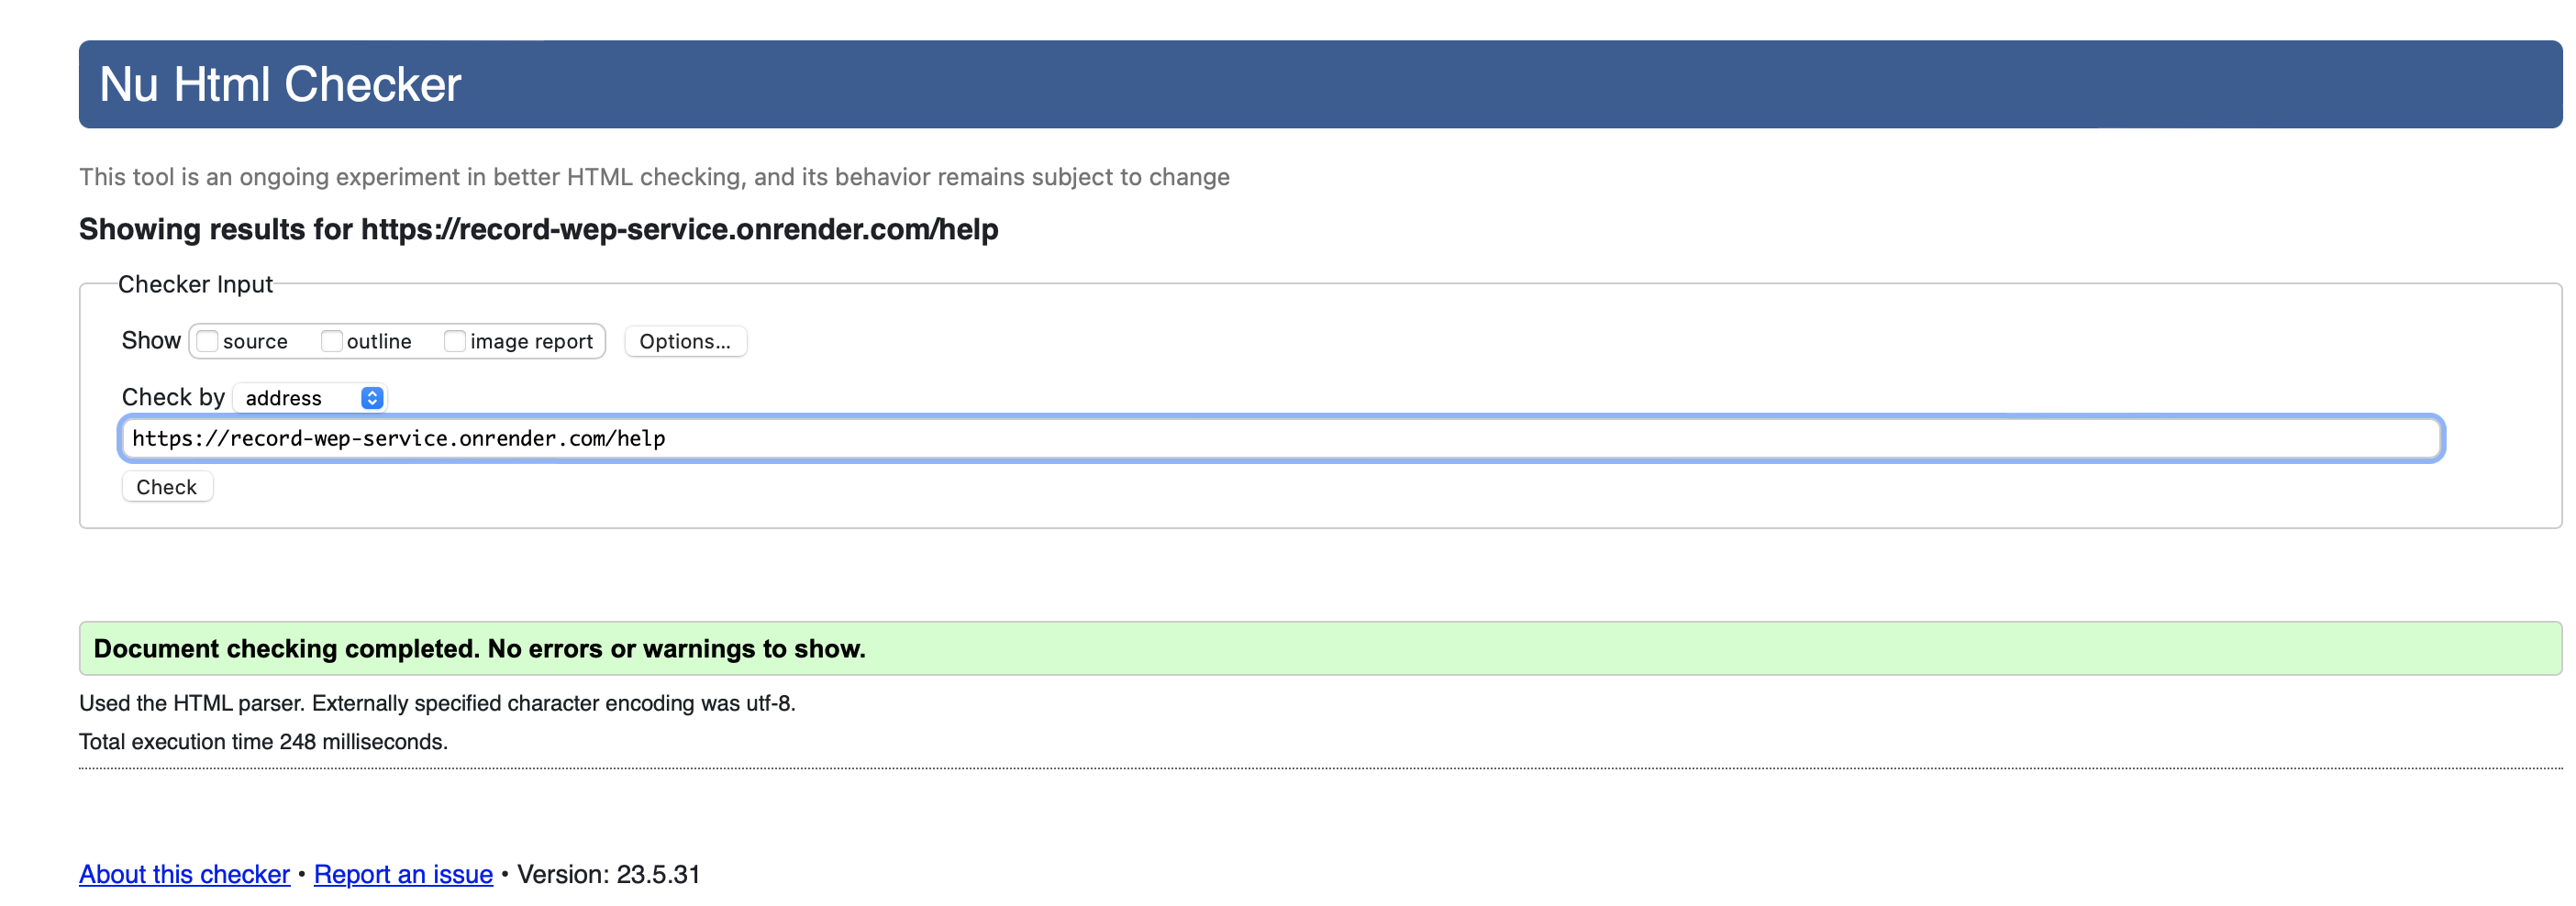 Nu Html Checker
This tool is an ongoing experiment in better HTML checking, and its behavior remains subject to change
Showing results for https://record-wep-service.onrender.com/help
Checker Input
Show source outline image report Options...
Check by address
https://record-wep-service.onrender.com/help
Check
Document checking completed. No errors or warnings to show.
Used the HTML parser. Externally specified character encoding was utf-8.
Total execution time 248 milliseconds.
About this checker • Report an issue • Version: 23.5.31